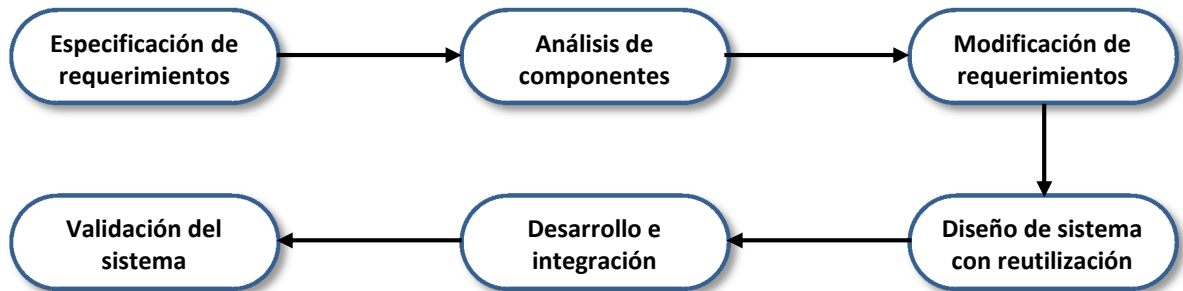 Especificación de
requerimientos
Análisis de
componentes
Modificación de
requerimientos
Validación del
sistema
Desarrollo e
integración
Diseño de sistema
con reutilización